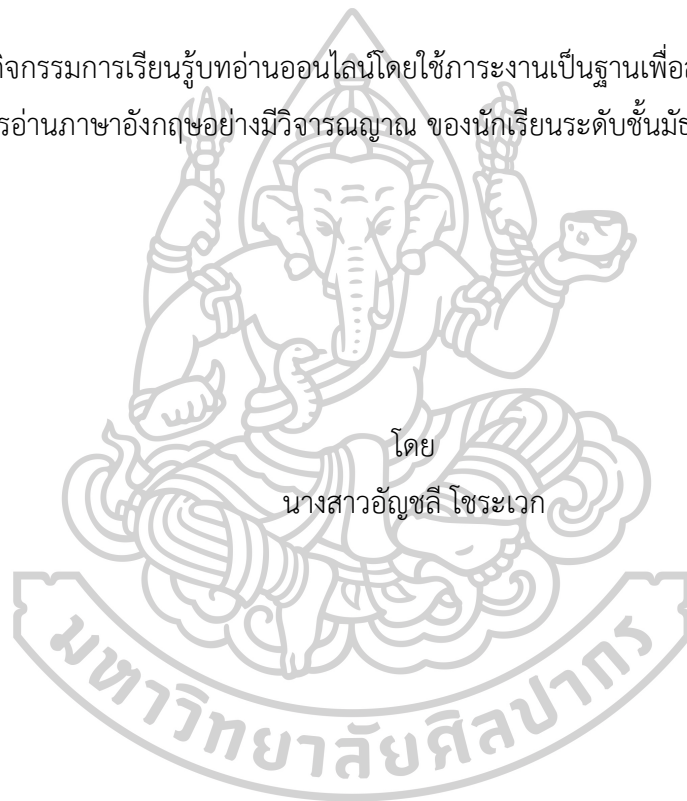 กิจกรรมการเรียนรู้บทอ่านออนไลน์โดยใช้ภาระงานเป็นฐานเพื่อ
รอ่านภาษาอังกฤษอย่างมีวิจารณญาณ ของนักเรียนระดับชั้นมัธ
โดย
นางสาวอัญชลี โชระเวก
มหาวิทยาลัยศิลปากร